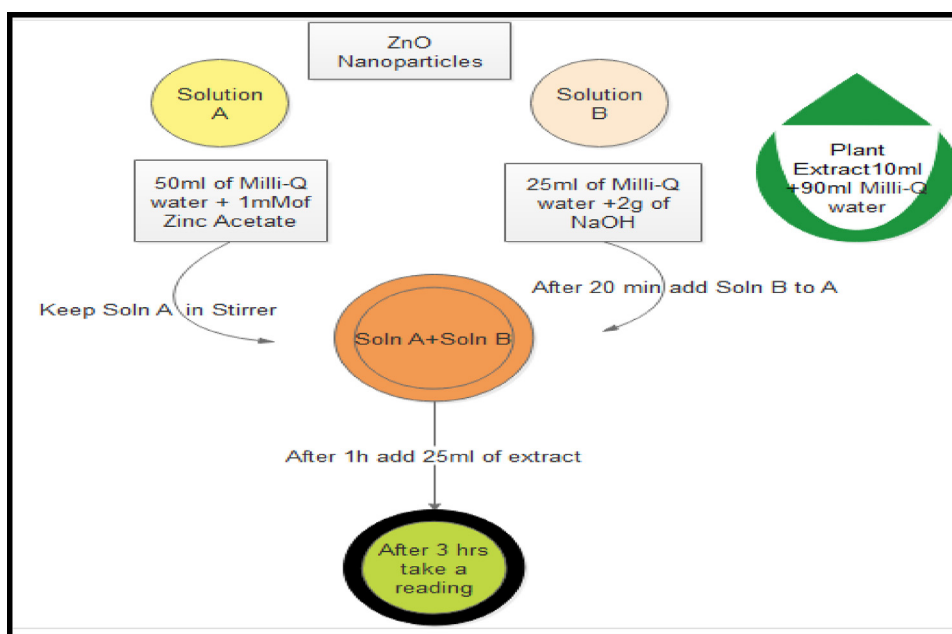 ZnO
Nanoparticles
Solution
A
Solution
B
Plant
Extract10ml
+90ml Milli-Q
water
50ml of Milli-Q
water + 1mMof
Zinc Acetate
25ml of Milli-Q
water +2g of
NaOH
Keep Soln A in Stirrer
After 20 min add Soln B to A
Soln A+Soln B
After 1h add 25ml of extract
After 3 hrs
take a
reading